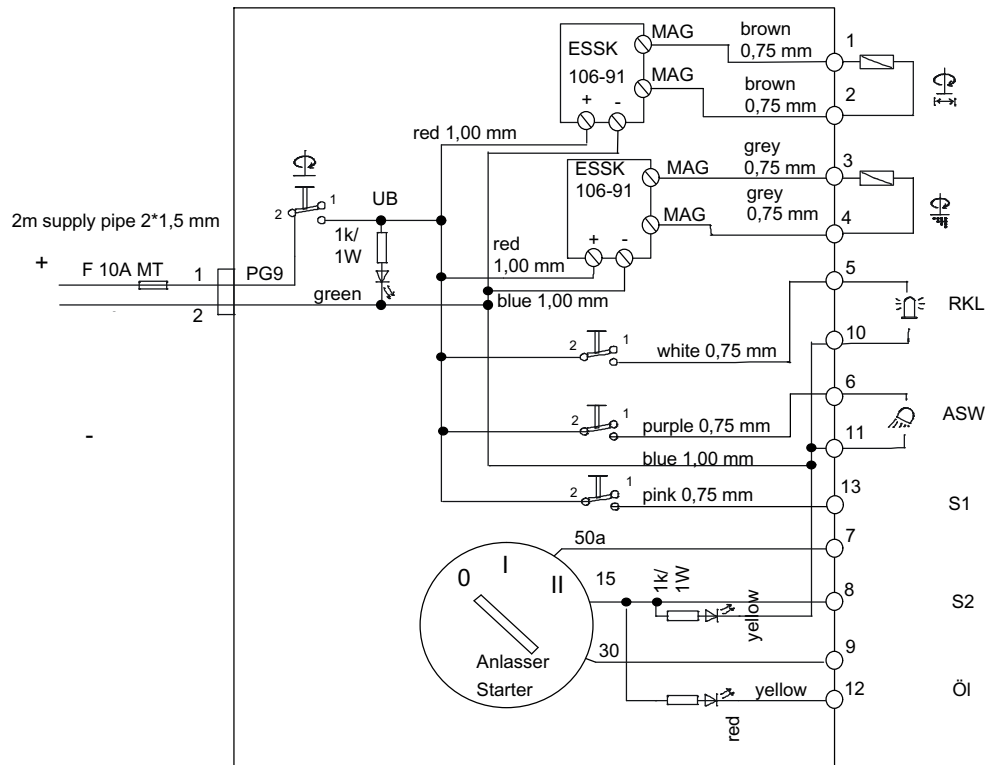 ESSK
106-91
+ -
MAG
MAG
brown
0,75 mm
brown
0,75 mm
1
2
red 1,00 mm
ESSK
106-91
+ -
MAG
MAG
grey
0,75 mm
grey
0,75 mm
3
4
2m supply pipe 2*1,5 mm
+
F 10A MT
1
2
PG9
2
1
UB
1k/
1W
green
red
1,00 mm
blue 1,00 mm
5
RKL
10
2
1
white 0,75 mm
6
ASW
11
-
2
1
purple 0,75 mm
blue 1,00 mm
2
1
pink 0,75 mm
13
S1
50a
7
0
I
II
15
1k/
1W
yellow
8
S2
Anlasser
Starter
30
9
yellow
red
12
Öl